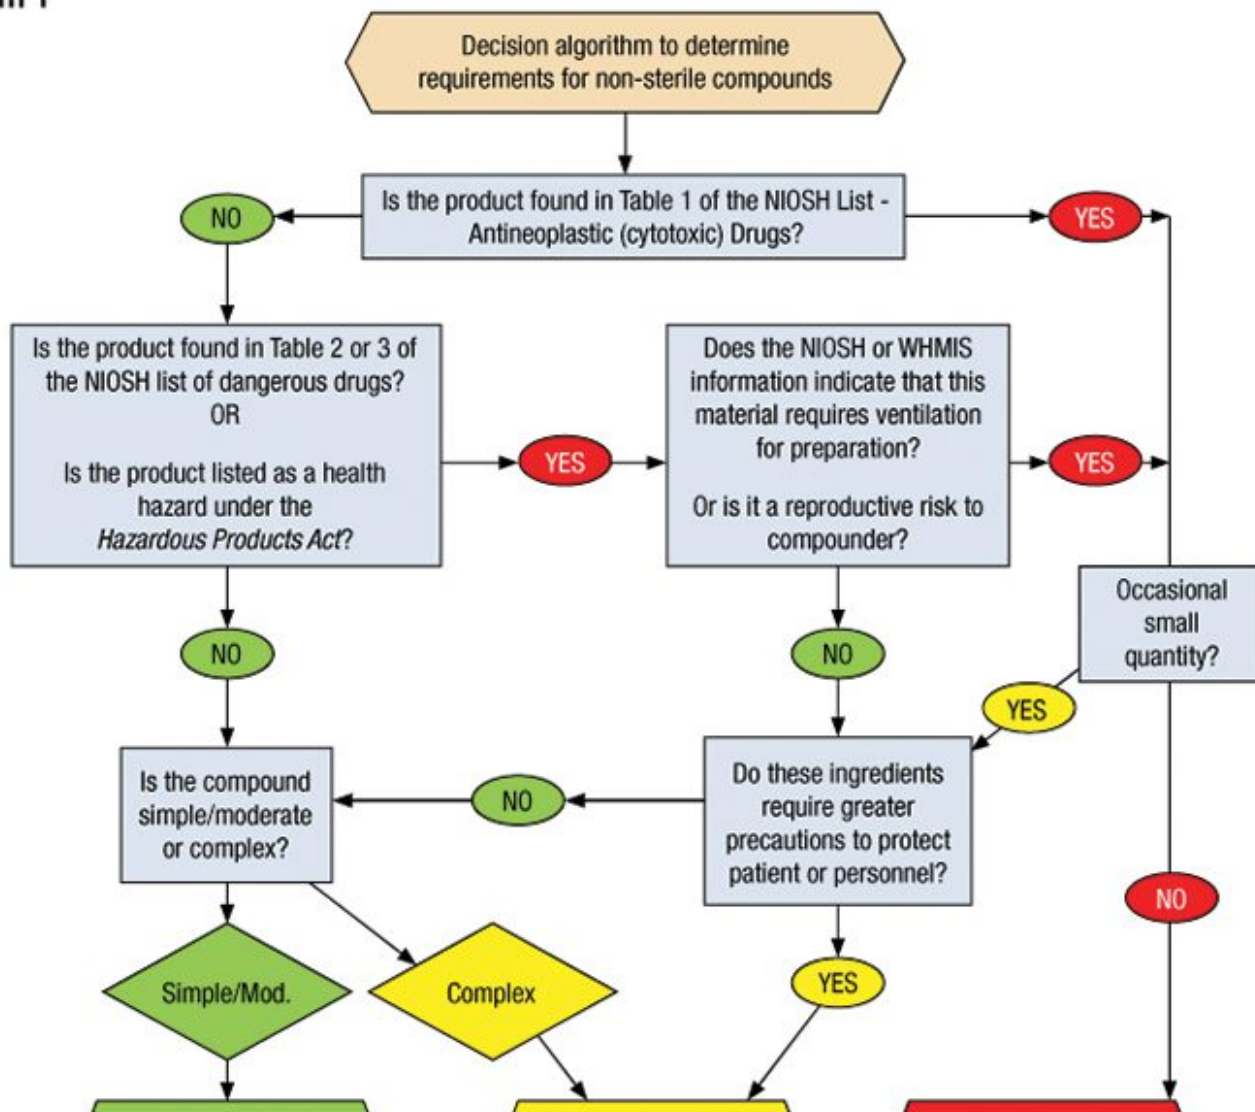 Decision algorithm to determine
requirements for non-sterile compounds
Is the product found in Table 1 of the NIOSH List -
Antineoplastic (cytotoxic) Drugs?
NO
YES
Is the product found in Table 2 or 3 of
the NIOSH list of dangerous drugs?
OR
Is the product listed as a health
hazard under the
Hazardous Products Act?
YES
Does the NIOSH or WHMIS
information indicate that this
material requires ventilation
for preparation?
Or is it a reproductive risk to
compounder?
YES
NO
NO
Occasional
small
quantity?
YES
Is the compound
simple/moderate
or complex?
NO
Do these ingredients
require greater
precautions to protect
patient or personnel?
NO
Simple/Mod.
Complex
YES